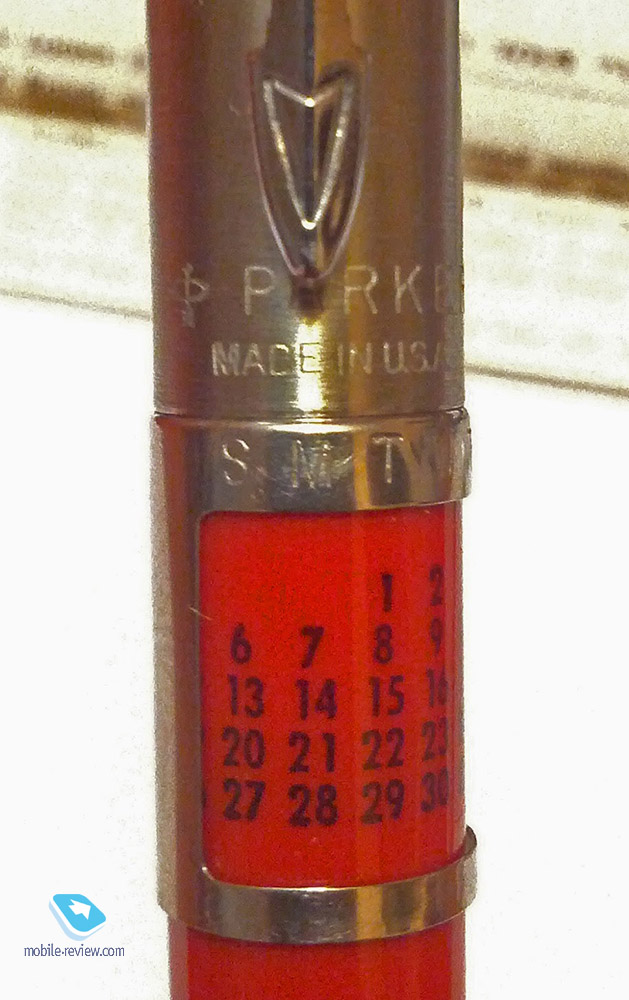 PARKE
MADE IN U.S.A
S M T W
1 2
6 7 8 9
13 14 15 16
20 21 22 23
27 28 29 30
mobile-review.com